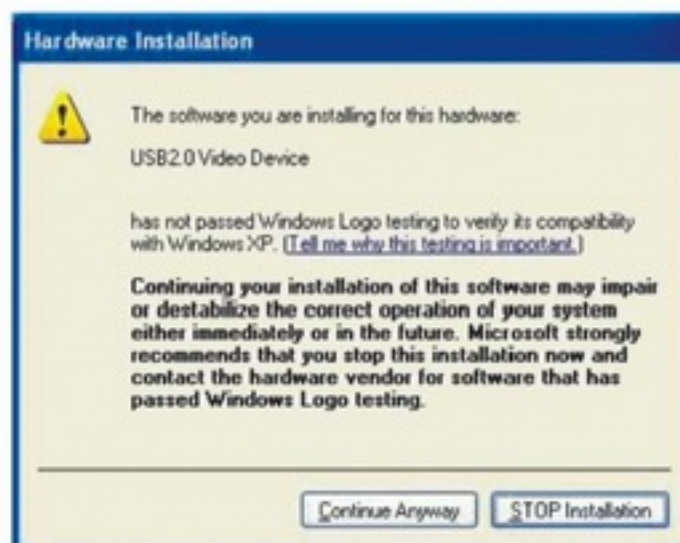 Hardware Installation
The software you are installing for this hardware:
USB2.0 Video Device
has not passed Windows Logo testing to verify its compatibility
with Windows XP. (Tell me why this testing is important.)
Continuing your installation of this software may impair
or destabilize the correct operation of your system
either immediately or in the future. Microsoft strongly
recommends that you stop this installation now and
contact the hardware vendor for software that has
passed Windows Logo testing.
Continue Anyway STOP Installation